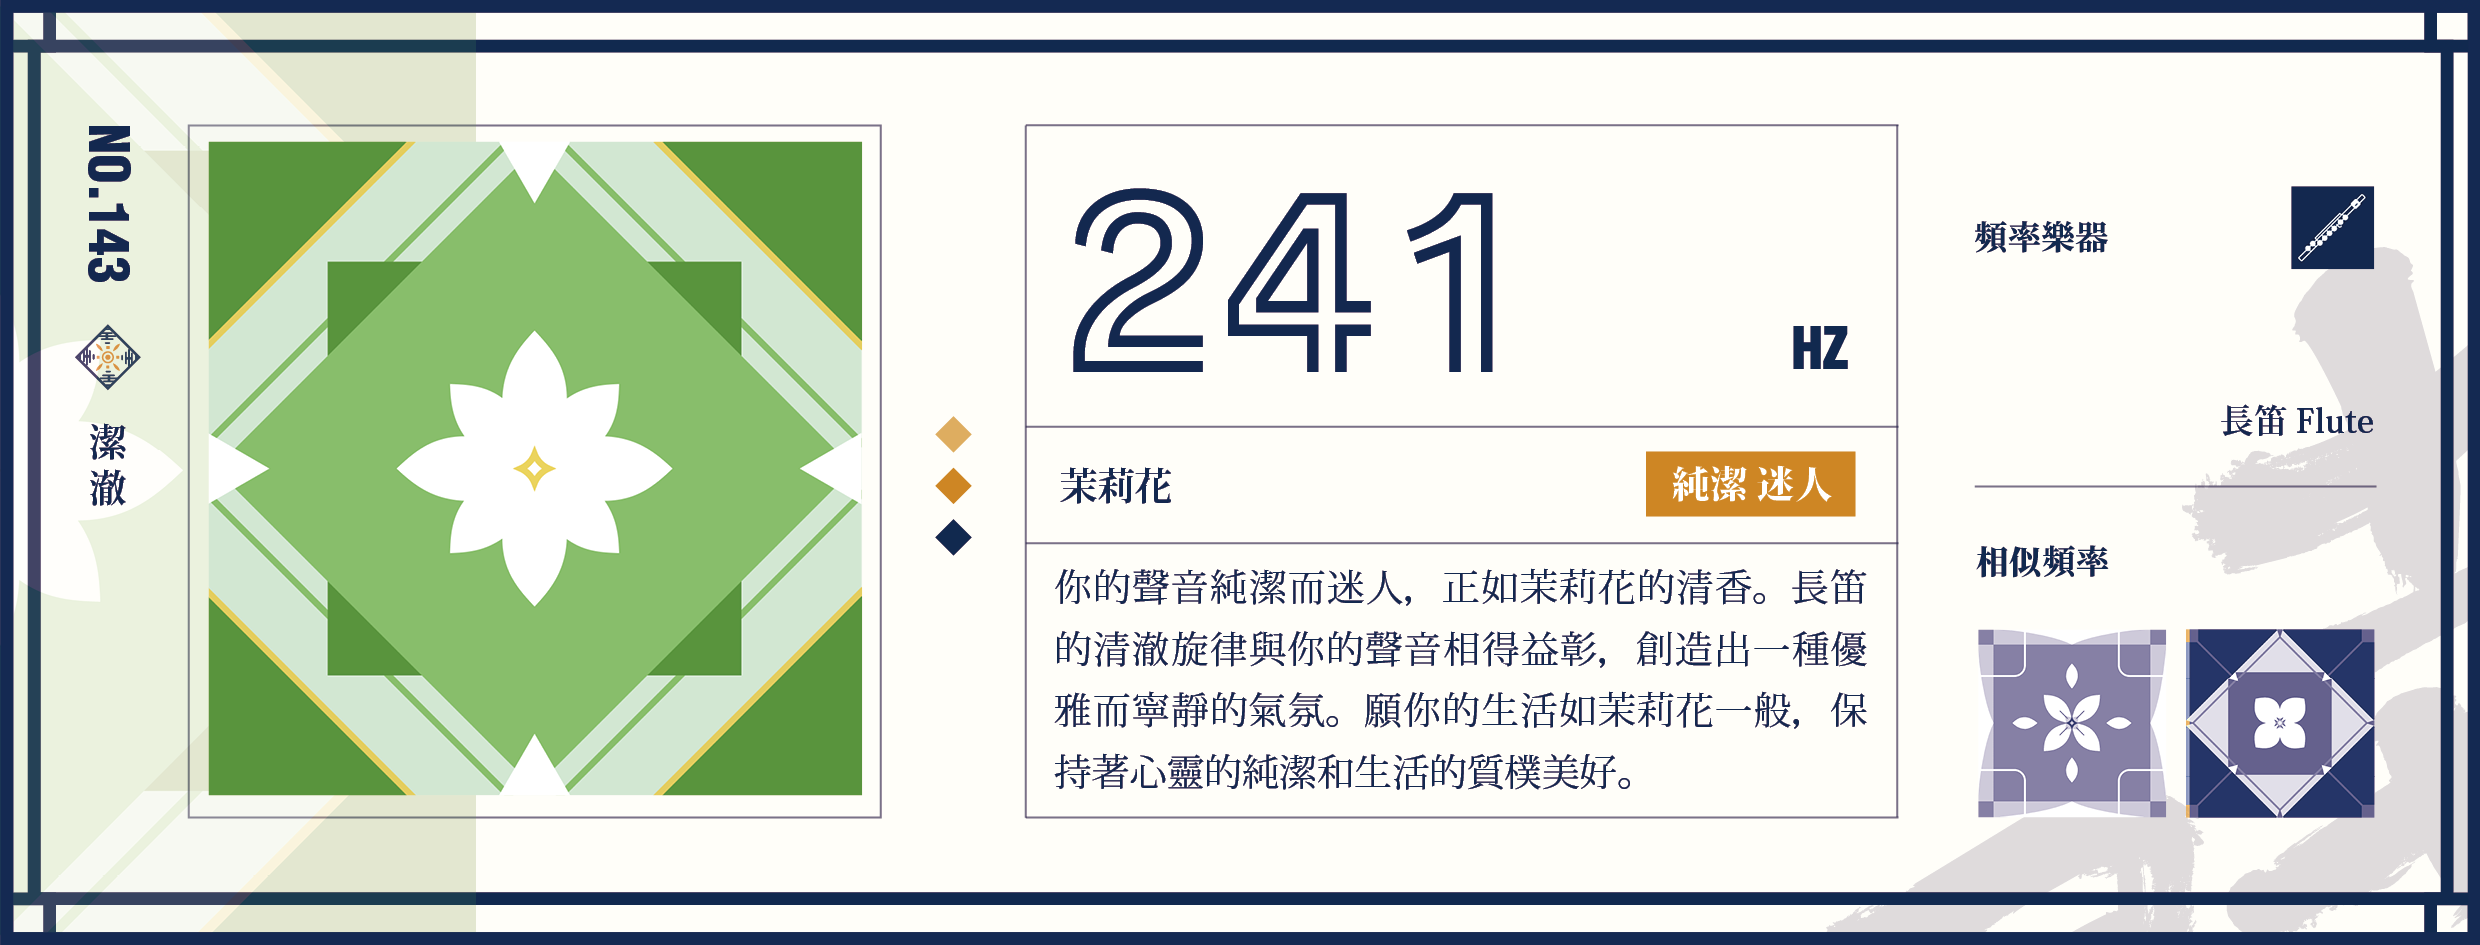 NO.143
潔澈
241
HZ
茉莉花
純潔 迷人
你的聲音純潔而迷人，正如茉莉花的清香。長笛
的清澈旋律與你的聲音相得益彰，創造出一種優
雅而寧靜的氣氛。願你的生活如茉莉花一般，保
持著心靈的純潔和生活的質樸美好。
頻率樂器
長笛 Flute
相似頻率